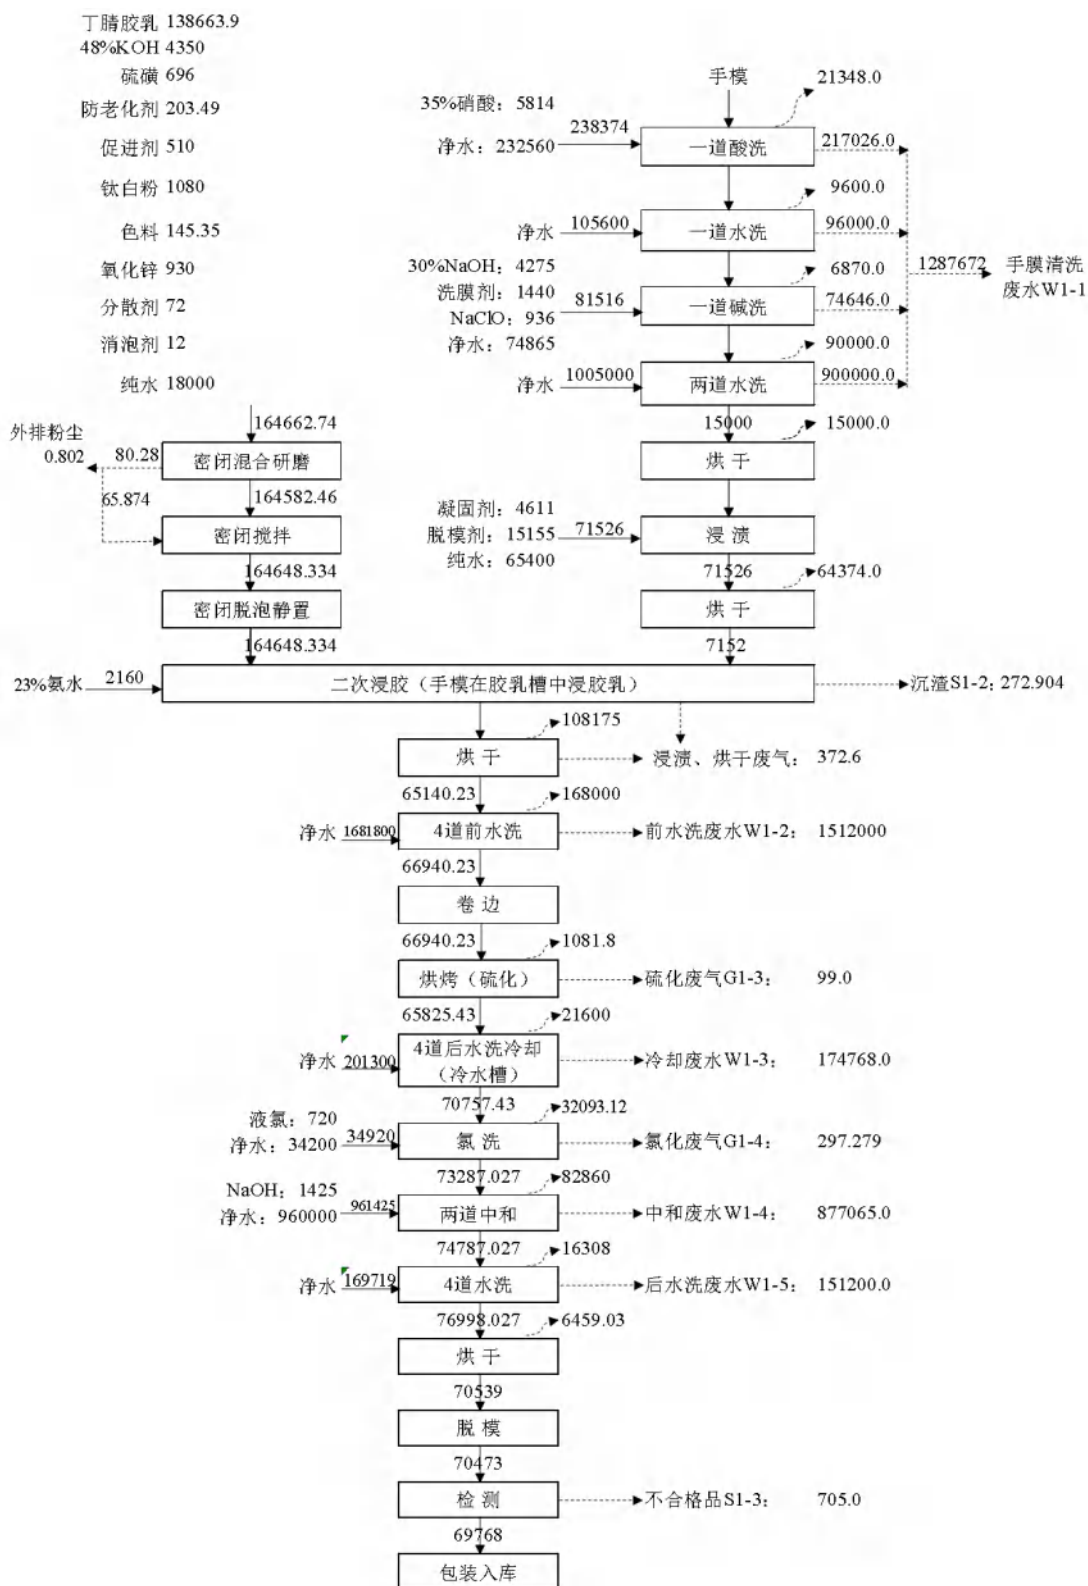 丁腈胶乳 138663.9
48%KOH 4350
硫磺 696
防老化剂 203.49
促进剂 510
钛白粉 1080
色料 145.35
氧化锌 930
分散剂 72
消泡剂 12
纯水 18000
164662.74
外排粉尘
0.802
80.28
密闭混合研磨
65.874
164582.46
密闭搅拌
164648.334
密闭脱泡静置
164648.334
手模
21348.0
35%硝酸：5814
净水：232560
238374
一道酸洗
217026.0
9600.0
净水
105600
一道水洗
96000.0
30%NaOH：4275
洗膜剂：1440
NaClO：936
净水：74865
81516
6870.0
一道碱洗
74646.0
1287672
手膜清洗
废水W1-1
90000.0
净水
1005000
两道水洗
900000.0
15000
15000.0
烘干
凝固剂：4611
脱模剂：15155
纯水：65400
71526
浸渍
71526
64374.0
烘干
7152
23%氨水
2160
二次浸胶（手模在胶乳槽中浸胶乳）
沉渣S1-2：272.904
108175
烘干
浸渍、烘干废气： 372.6
65140.23
168000
净水
1681800
4道前水洗
前水洗废水W1-2： 1512000
66940.23
卷边
66940.23
1081.8
烘烤（硫化）
硫化废气G1-3： 99.0
65825.43
21600
净水
201300
4道后水洗冷却
（冷水槽）
冷却废水W1-3： 174768.0
70757.43
32093.12
液氯：720
净水：34200
34920
氯洗
氯化废气G1-4： 297.279
73287.027
82860
NaOH：1425
净水：960000
961425
两道中和
中和废水W1-4： 877065.0
74787.027
16308
净水
169719
4道水洗
后水洗废水W1-5： 151200.0
76998.027
6459.03
烘干
70539
脱模
70473
检测
不合格品S1-3： 705.0
69768
包装入库